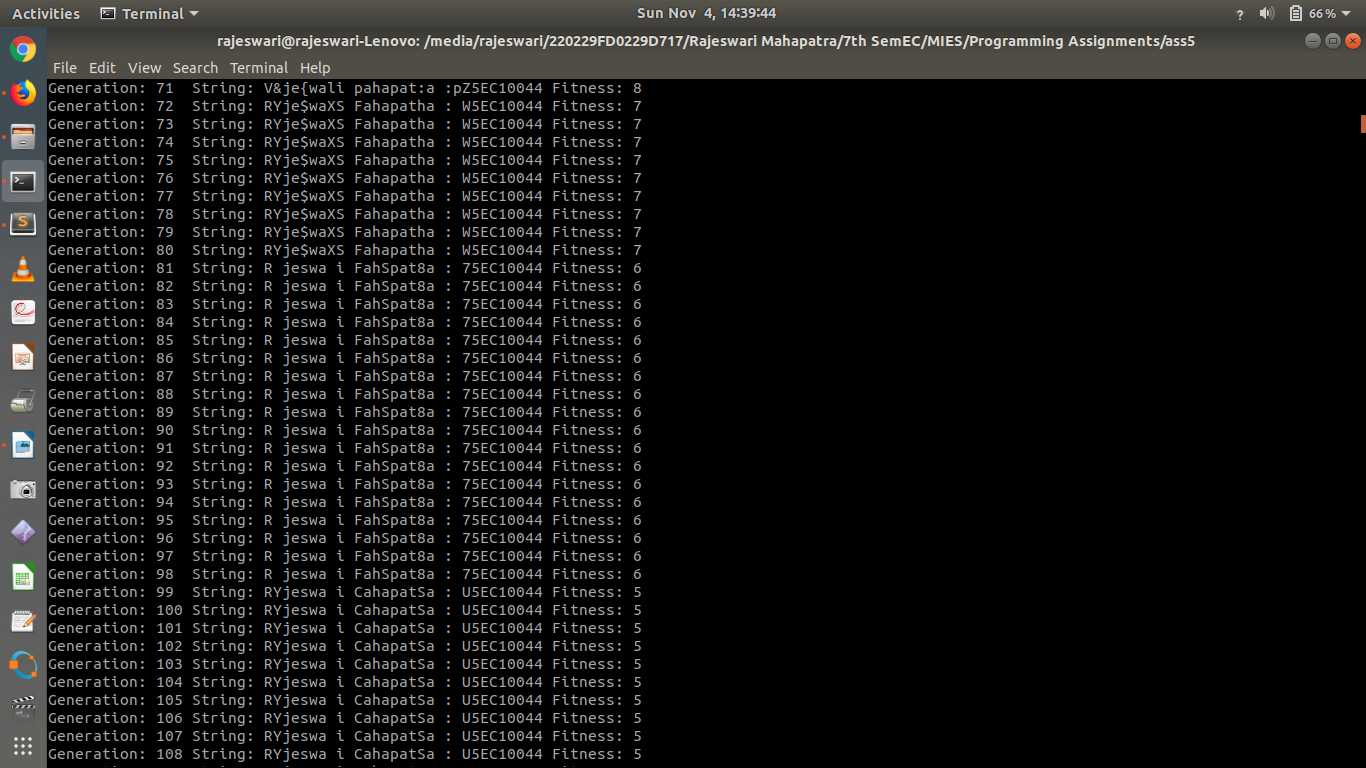 Activities Terminal Sun Nov 4, 14:39:44 ? 66%
rajeswari@rajeswari-Lenovo: /media/rajeswari/220229FD0229D717/Rajeswari Mahapatra/7th SemEC/MIES/Programming Assignments/ass5
File Edit View Search Terminal Help
Generation: 71  String: V&je{wali pahapat:a :pZ5EC10044 Fitness: 8
Generation: 72  String: RYje$waXS Fahapatha : W5EC10044 Fitness: 7
Generation: 73  String: RYje$waXS Fahapatha : W5EC10044 Fitness: 7
Generation: 74  String: RYje$waXS Fahapatha : W5EC10044 Fitness: 7
Generation: 75  String: RYje$waXS Fahapatha : W5EC10044 Fitness: 7
Generation: 76  String: RYje$waXS Fahapatha : W5EC10044 Fitness: 7
Generation: 77  String: RYje$waXS Fahapatha : W5EC10044 Fitness: 7
Generation: 78  String: RYje$waXS Fahapatha : W5EC10044 Fitness: 7
Generation: 79  String: RYje$waXS Fahapatha : W5EC10044 Fitness: 7
Generation: 80  String: RYje$waXS Fahapatha : W5EC10044 Fitness: 7
Generation: 81  String: R jeswa i FahSpat8a : 75EC10044 Fitness: 6
Generation: 82  String: R jeswa i FahSpat8a : 75EC10044 Fitness: 6
Generation: 83  String: R jeswa i FahSpat8a : 75EC10044 Fitness: 6
Generation: 84  String: R jeswa i FahSpat8a : 75EC10044 Fitness: 6
Generation: 85  String: R jeswa i FahSpat8a : 75EC10044 Fitness: 6
Generation: 86  String: R jeswa i FahSpat8a : 75EC10044 Fitness: 6
Generation: 87  String: R jeswa i FahSpat8a : 75EC10044 Fitness: 6
Generation: 88  String: R jeswa i FahSpat8a : 75EC10044 Fitness: 6
Generation: 89  String: R jeswa i FahSpat8a : 75EC10044 Fitness: 6
Generation: 90  String: R jeswa i FahSpat8a : 75EC10044 Fitness: 6
Generation: 91  String: R jeswa i FahSpat8a : 75EC10044 Fitness: 6
Generation: 92  String: R jeswa i FahSpat8a : 75EC10044 Fitness: 6
Generation: 93  String: R jeswa i FahSpat8a : 75EC10044 Fitness: 6
Generation: 94  String: R jeswa i FahSpat8a : 75EC10044 Fitness: 6
Generation: 95  String: R jeswa i FahSpat8a : 75EC10044 Fitness: 6
Generation: 96  String: R jeswa i FahSpat8a : 75EC10044 Fitness: 6
Generation: 97  String: R jeswa i FahSpat8a : 75EC10044 Fitness: 6
Generation: 98  String: R jeswa i FahSpat8a : 75EC10044 Fitness: 6
Generation: 99  String: RYjeswa i CahapatSa : U5EC10044 Fitness: 5
Generation: 100 String: RYjeswa i CahapatSa : U5EC10044 Fitness: 5
Generation: 101 String: RYjeswa i CahapatSa : U5EC10044 Fitness: 5
Generation: 102 String: RYjeswa i CahapatSa : U5EC10044 Fitness: 5
Generation: 103 String: RYjeswa i CahapatSa : U5EC10044 Fitness: 5
Generation: 104 String: RYjeswa i CahapatSa : U5EC10044 Fitness: 5
Generation: 105 String: RYjeswa i CahapatSa : U5EC10044 Fitness: 5
Generation: 106 String: RYjeswa i CahapatSa : U5EC10044 Fitness: 5
Generation: 107 String: RYjeswa i CahapatSa : U5EC10044 Fitness: 5
Generation: 108 String: RYjeswa i CahapatSa : U5EC10044 Fitness: 5